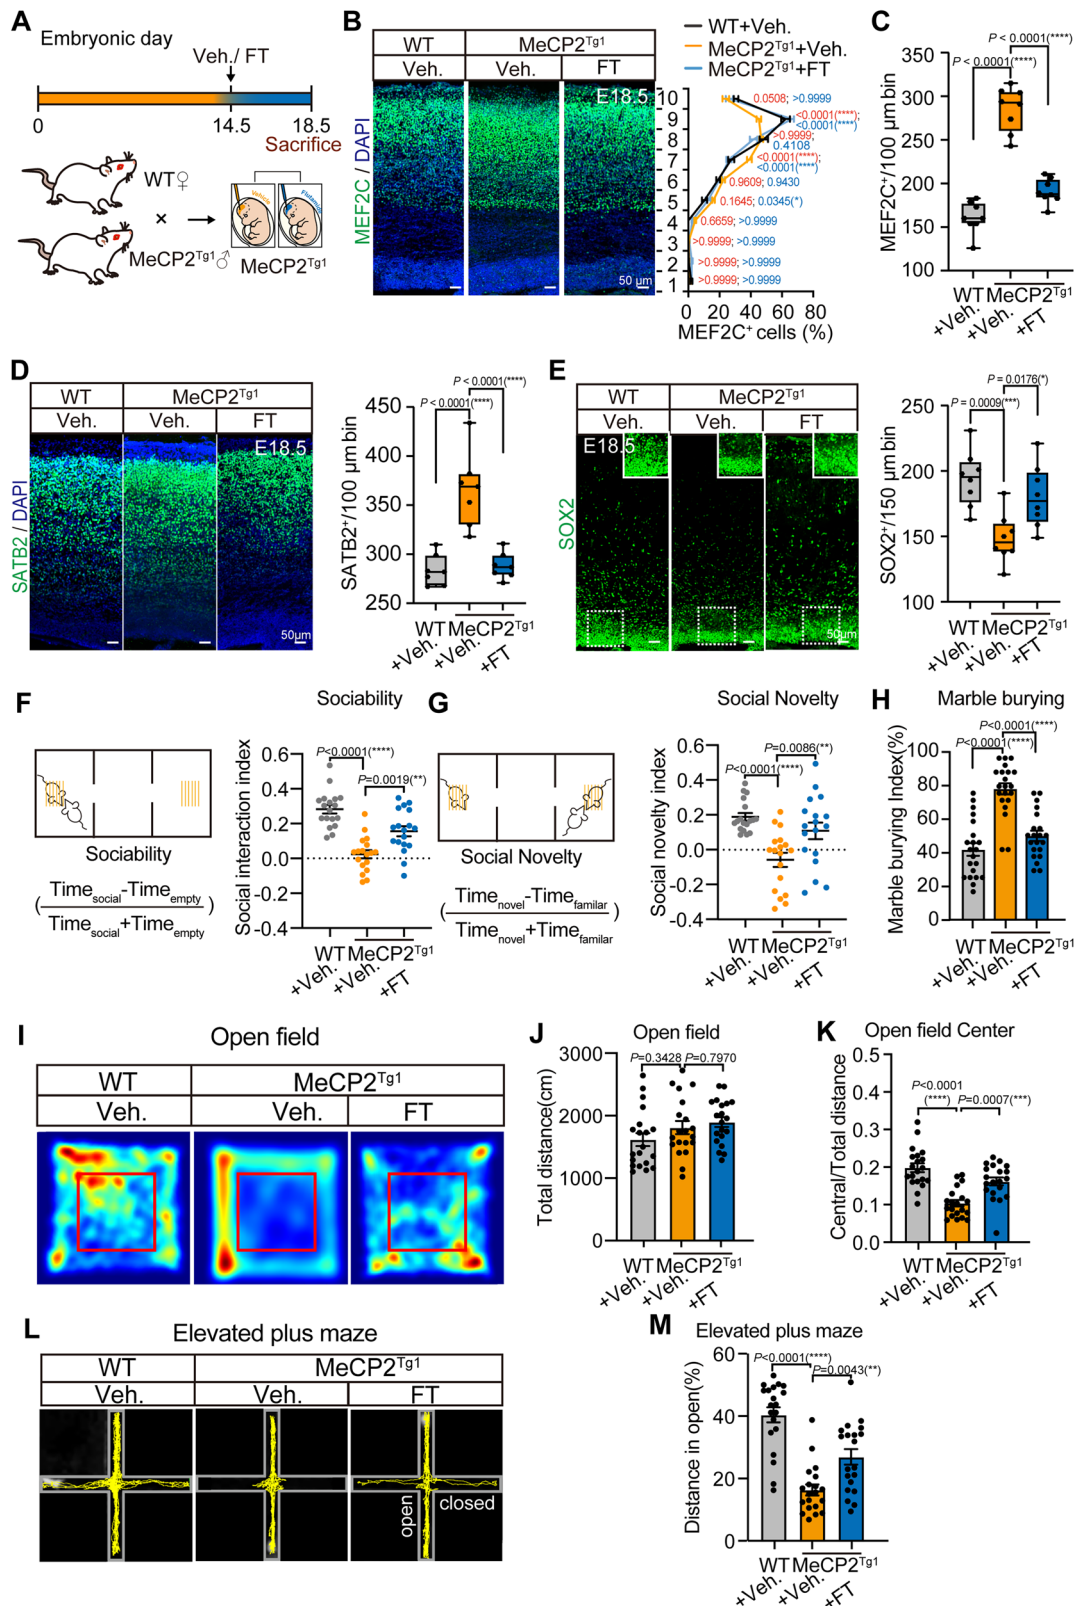 A
Embryonic day
Veh./ FT
0
14.5
18.5
Sacrifice
WT♀
×
MeCP2Tg1♂
Vehicle
Flutamide
MeCP2Tg1
B
WT
MeCP2Tg1
Veh.
Veh.
FT
E18.5
MEF2C / DAPI
50 μm
WT+Veh.
MeCP2Tg1+Veh.
MeCP2Tg1+FT
10
9
8
7
6
5
4
3
2
1
0.0508; >0.9999
<0.0001(****);
<0.0001(****)
>0.9999;
0.4108
<0.0001(****);
<0.0001(****)
0.9609; 0.9430
0.1645; 0.0345(*)
0.6659; >0.9999
>0.9999; >0.9999
>0.9999; >0.9999
>0.9999; >0.9999
0 20 40 60 80
MEF2C+ cells (%)
C
P < 0.0001(****)
P < 0.0001(****)
MEF2C+/100 μm bin
350
300
250
200
150
100
WT
MeCP2Tg1
+Veh.
+Veh.
+FT
D
WT
MeCP2Tg1
Veh.
Veh.
FT
E18.5
SATB2 / DAPI
50μm
P < 0.0001(****)
P < 0.0001(****)
SATB2+/100 μm bin
450
400
350
300
250
WT
MeCP2Tg1
+Veh.
+Veh.
+FT
E
WT
MeCP2Tg1
Veh.
Veh.
FT
E18.5
SOX2
50μm
P = 0.0176(*)
P = 0.0009(***)
SOX2+/150 μm bin
250
200
150
100
WT
MeCP2Tg1
+Veh.
+Veh.
+FT
F
Sociability
(Timesocial-Timeempty
Timesocial+Timeempty)
Sociability
P<0.0001(****)
P=0.0019(**)
Social interaction index
0.6
0.4
0.2
0.0
-0.2
-0.4
WT
MeCP2Tg1
+Veh.
+Veh.
+FT
G
Social Novelty
(Timenovel-Timefamilar
Timenovel+Timefamilar)
Social Novelty
P=0.0086(**)
P<0.0001(****)
Social novelty index
0.6
0.4
0.2
0.0
-0.2
-0.4
WT
MeCP2Tg1
+Veh.
+Veh.
+FT
H
Marble burying
<0.0001(****)
P<0.0001(****)
Marble burying Index(%)
100
80
60
40
20
0
WT
MeCP2Tg1
+Veh.
+Veh.
+FT
I
Open field
WT
MeCP2Tg1
Veh.
Veh.
FT
J
Open field
P=0.3428
P=0.7970
Total distance(cm)
3000
2000
1000
0
WT
MeCP2Tg1
+Veh.
+Veh.
+FT
K
Open field Center
P<0.0001
(****)
P=0.0007(***)
Central/Total distance
0.5
0.4
0.3
0.2
0.1
0.0
WT
MeCP2Tg1
+Veh.
+Veh.
+FT
L
Elevated plus maze
WT
MeCP2Tg1
Veh.
Veh.
FT
open
closed
M
Elevated plus maze
P<0.0001(****)
P=0.0043(**)
Distance in open(%)
60
40
20
0
WT
MeCP2Tg1
+Veh.
+Veh.
+FT